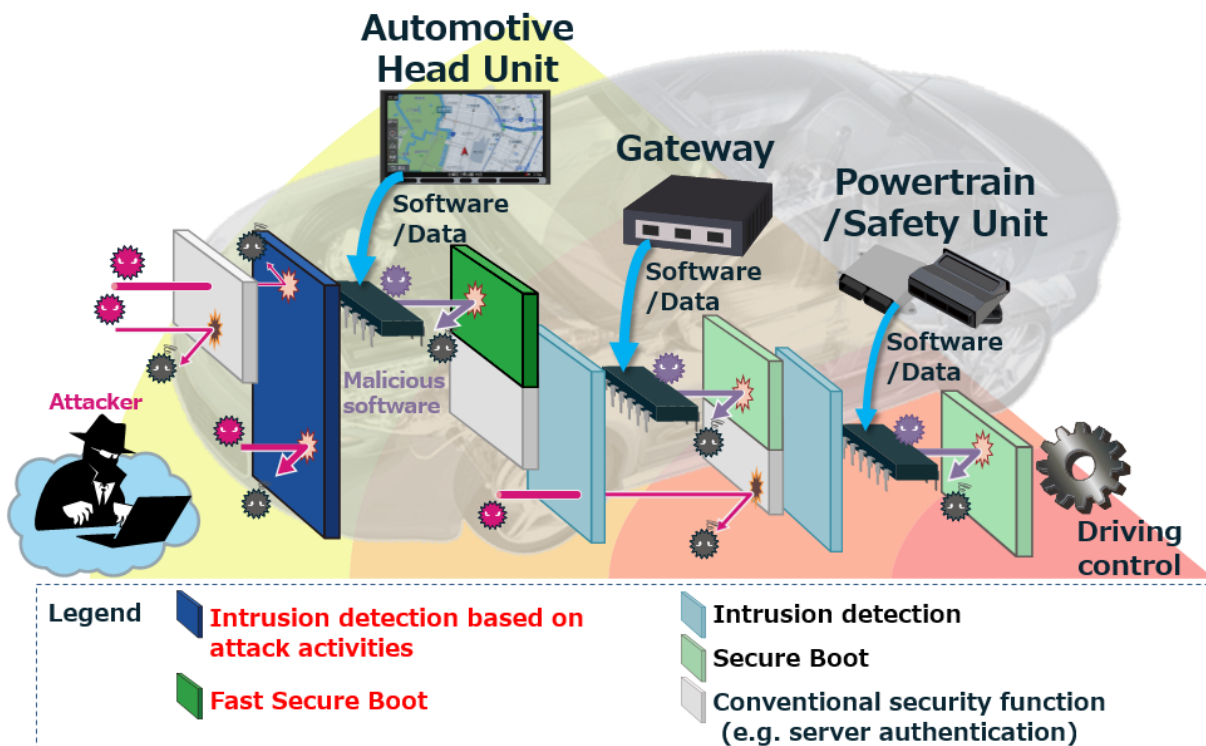 Automotive
Head Unit
Gateway
Powertrain
/Safety Unit
Software
/Data
Software
/Data
Software
/Data
Malicious
software
Attacker
Driving
control
Legend
Intrusion detection based on
attack activities
Fast Secure Boot
Intrusion detection
Secure Boot
Conventional security function
(e.g. server authentication)